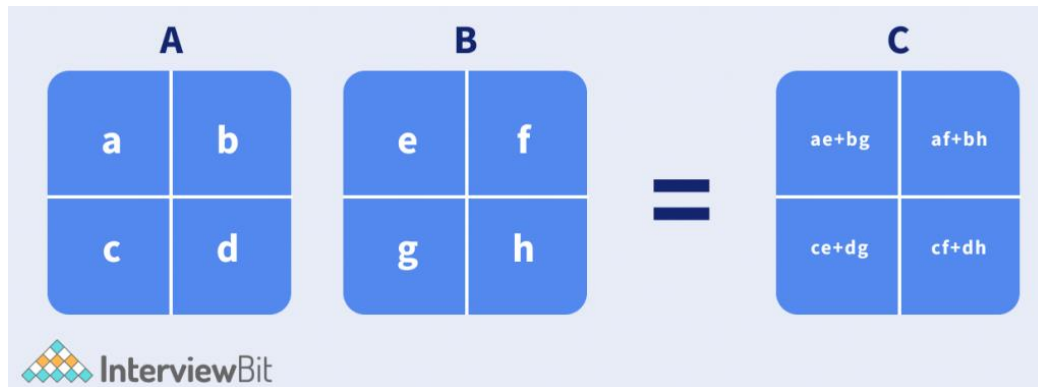 A B C
a b e f ae+bg af+bh
c d g h = ce+dg cf+dh
InterviewBit